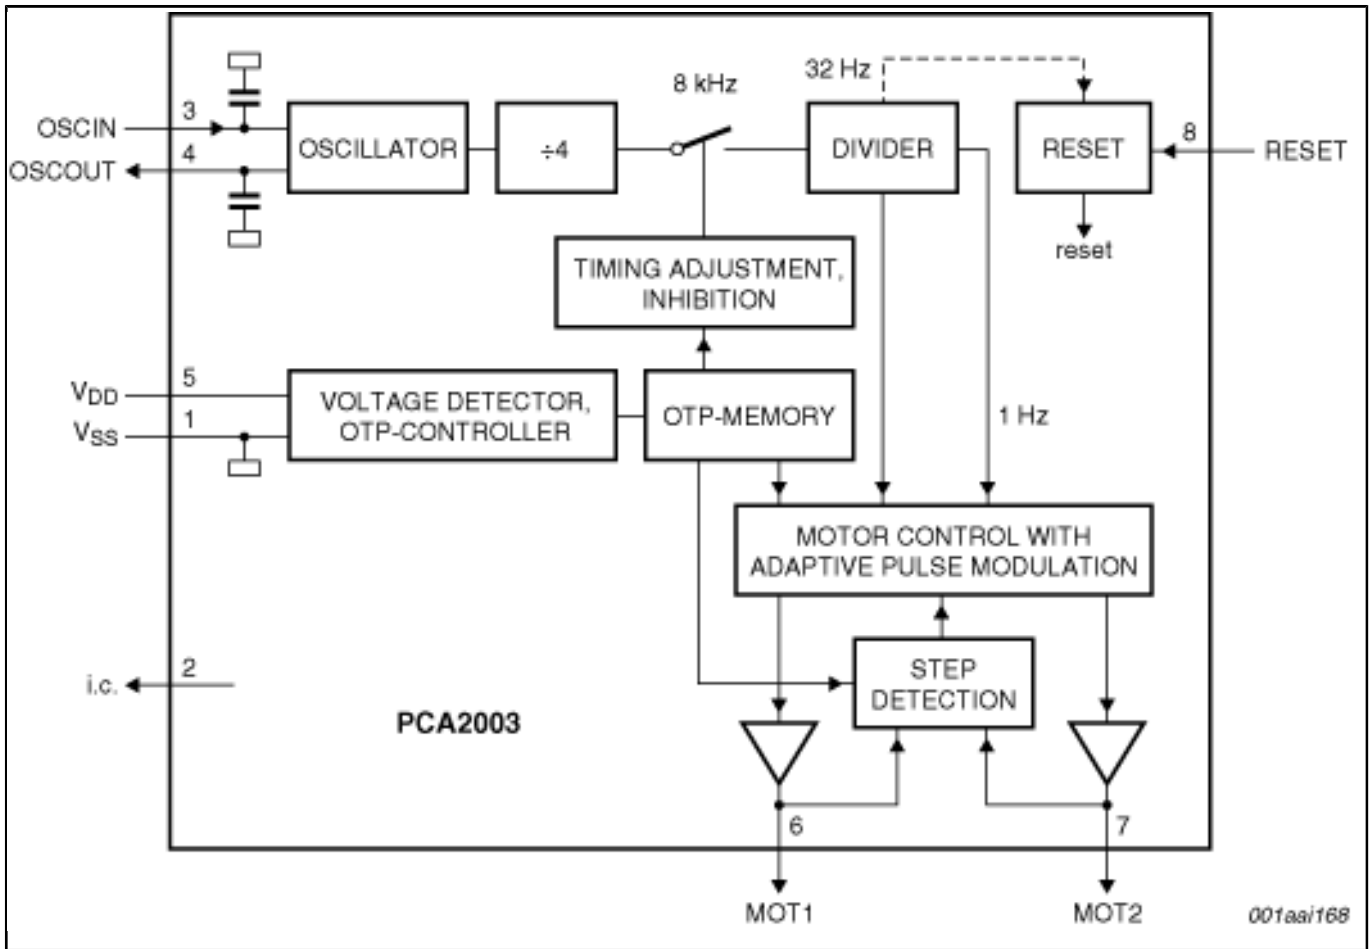 8 kHz
32 Hz
3
OSCIN
4
OSCOUT
OSCILLATOR
÷4
DIVIDER
RESET
8
RESET
reset
TIMING ADJUSTMENT,
INHIBITION
5
VDD
1
VSS
VOLTAGE DETECTOR,
OTP-CONTROLLER
OTP-MEMORY
1 Hz
MOTOR CONTROL WITH
ADAPTIVE PULSE MODULATION
2
i.c.
STEP
DETECTION
PCA2003
6
7
MOT1
MOT2
001aai168